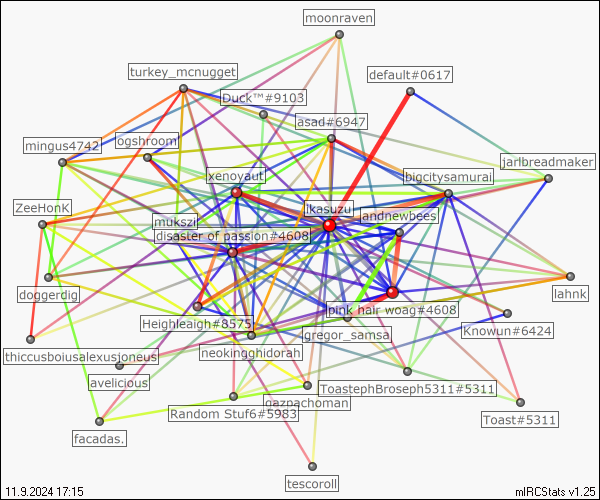 moonraven
turkey_mcnugget
default#0617
Duck™#9103
asad#6947
ogshroom
mingus4742
jarlbreadmaker
xenoyaut
bigcitysamurai
ZeeHonK
ikasuzu
andnewbees
mukszi
disaster of passion#4608
doggerdig
lahnk
pink hair woag#4608
Heighleaigh#8575
Knowun#6424
gregor_samsa
neokingghidorah
thiccusboiusalexusjoneus
avelicious
ToastephBroseph5311#5311
gazpachoman
Random Stuf6#5983
Toast#5311
facadas.
tescoroll
11.9.2024 17:15
mIRCStats v1.25